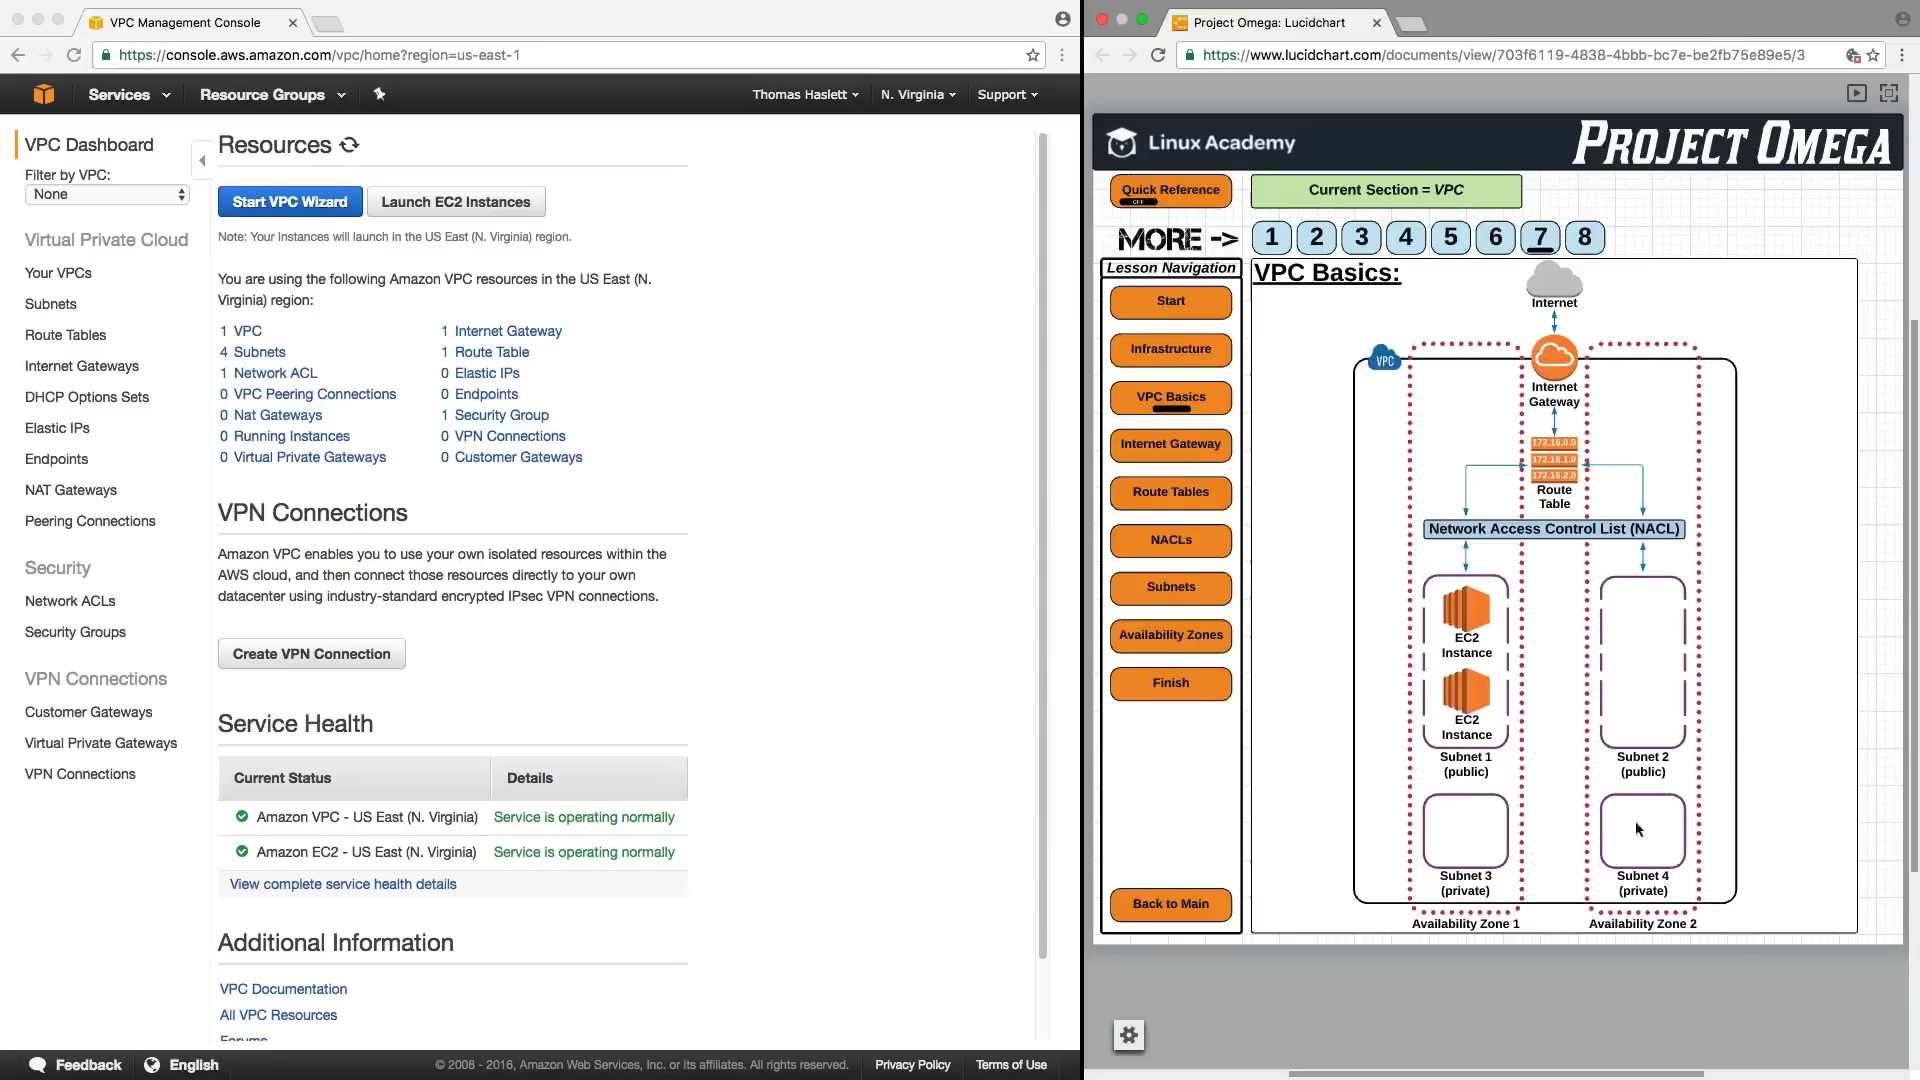 VPC Management Console
https://console.aws.amazon.com/vpc/home?region=us-east-1
Services
Resource Groups
Thomas Haslett
N. Virginia
Support
VPC Dashboard
Filter by VPC:
None
Virtual Private Cloud
Your VPCs
Subnets
Route Tables
Internet Gateways
DHCP Options Sets
Elastic IPs
Endpoints
NAT Gateways
Peering Connections
Security
Network ACLs
Security Groups
VPN Connections
Customer Gateways
Virtual Private Gateways
VPN Connections
Resources
Start VPC Wizard
Launch EC2 Instances
Note: Your Instances will launch in the US East (N. Virginia) region.
You are using the following Amazon VPC resources in the US East (N.
Virginia) region:
1 VPC
1 Internet Gateway
4 Subnets
1 Route Table
1 Network ACL
0 Elastic IPs
0 VPC Peering Connections
0 Endpoints
0 Nat Gateways
1 Security Group
0 Running Instances
0 VPN Connections
0 Virtual Private Gateways
0 Customer Gateways
VPN Connections
Amazon VPC enables you to use your own isolated resources within the
AWS cloud, and then connect those resources directly to your own
datacenter using industry-standard encrypted IPsec VPN connections.
Create VPN Connection
Service Health
Current Status
Details
Amazon VPC - US East (N. Virginia)
Service is operating normally
Amazon EC2 - US East (N. Virginia)
Service is operating normally
View complete service health details
Additional Information
VPC Documentation
All VPC Resources
Forums
Feedback
English
© 2008 - 2016, Amazon Web Services, Inc. or its affiliates. All rights reserved.
Privacy Policy
Terms of Use
Project Omega: Lucidchart
https://www.lucidchart.com/documents/view/703f6119-4838-4bbb-bc7e-be2fb75e89e5/3
Linux Academy
PROJECT OMEGA
Quick Reference
OFF
Current Section = VPC
MORE ->
1
2
3
4
5
6
7
8
Lesson Navigation
Start
Infrastructure
VPC Basics
Internet Gateway
Route Tables
NACLs
Subnets
Availability Zones
Finish
Back to Main
VPC Basics:
Internet
VPC
Internet
Gateway
172.16.0.0
172.16.1.0
172.16.2.0
Route
Table
Network Access Control List (NACL)
EC2
Instance
EC2
Instance
Subnet 1
(public)
Subnet 2
(public)
Subnet 3
(private)
Subnet 4
(private)
Availability Zone 1
Availability Zone 2